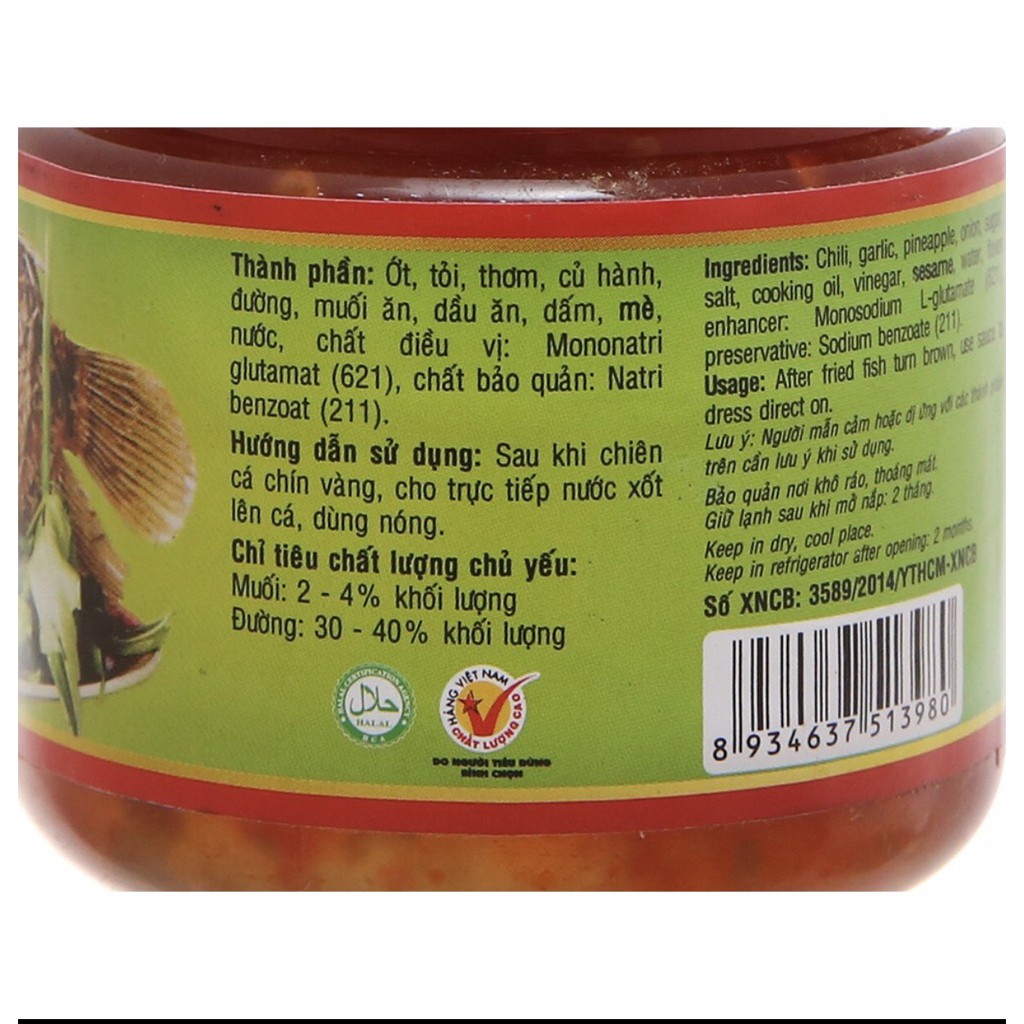 Thành phần: Ớt, tỏi, thơm, củ hành,
đường, muối ăn, dầu ăn, dấm, mè,
nước, chất điều vị: Mononatri
glutamat (621), chất bảo quản: Natri
benzoat (211).
Hướng dẫn sử dụng: Sau khi chiên
cá chín vàng, cho trực tiếp nước xốt
lên cá, dùng nóng.
Chỉ tiêu chất lượng chủ yếu:
Muối: 2 - 4% khối lượng
Đường: 30 - 40% khối lượng
HALAL CERTIFICATION AGENCY
حلال
HALAL
HCA
HÀNG VIỆT NAM
CHẤT LƯỢNG CAO
DO NGƯỜI TIÊU DÙNG
BÌNH CHỌN
Ingredients: Chili, garlic, pineapple, onion,
salt, cooking oil, vinegar, sesame, water,
enhancer: Monosodium L-glutamate
preservative: Sodium benzoate (211).
Usage: After fried fish turn brown, use sauce
dress direct on.
Lưu ý: Người mẫn cảm hoặc dị ứng với các thành
trên cần lưu ý khi sử dụng.
Bảo quản nơi khô ráo, thoáng mát.
Giữ lạnh sau khi mở nắp: 2 tháng.
Keep in dry, cool place.
Keep in refrigerator after opening: 2 months.
Số XNCB: 3589/2014/YTHCM-XNCB
8 934637 513980